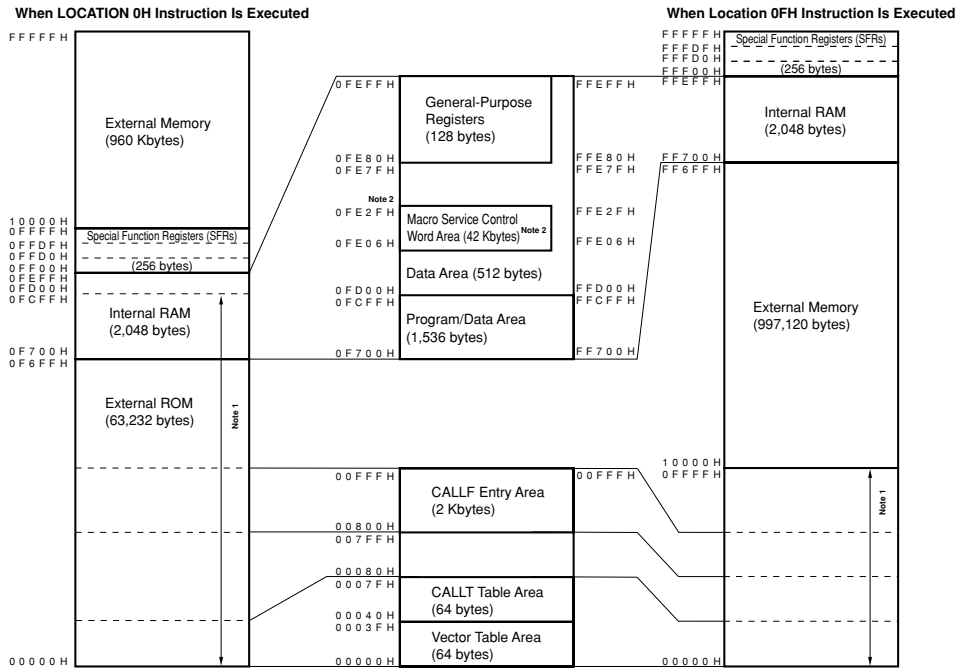 When LOCATION 0H Instruction Is Executed
When Location 0FH Instruction Is Executed
FFFFFH
External Memory
(960 Kbytes)
10000H
0FFFFH
Special Function Registers (SFRs)
0FFDFH
0FFD0H
(256 bytes)
0FF00H
0FEFFH
0FD00H
0FCFFH
Internal RAM
(2,048 bytes)
0F700H
0F6FFH
External ROM
(63,232 bytes)
Note 1
00000H
0FEFFH
General-Purpose
Registers
(128 bytes)
FFEFFH
0FE80H
0FE7FH
FFE80H
FFE7FH
Note 2
0FE2FH
FFE2FH
Macro Service Control
Word Area (42 Kbytes) Note 2
0FE06H
FFE06H
Data Area (512 bytes)
0FD00H
0FCFFH
FFD00H
FFCFFH
Program/Data Area
(1,536 bytes)
0F700H
FF700H
00FFFH
00FFFH
CALLF Entry Area
(2 Kbytes)
00800H
007FFH
00080H
0007FH
CALLT Table Area
(64 bytes)
00040H
0003FH
Vector Table Area
(64 bytes)
00000H
FFFFFH
Special Function Registers (SFRs)
FFFDFH
FFFD0H
(256 bytes)
FFF00H
FFEFFH
Internal RAM
(2,048 bytes)
FF700H
FF6FFH
External Memory
(997,120 bytes)
10000H
0FFFFH
Note 1
00000H